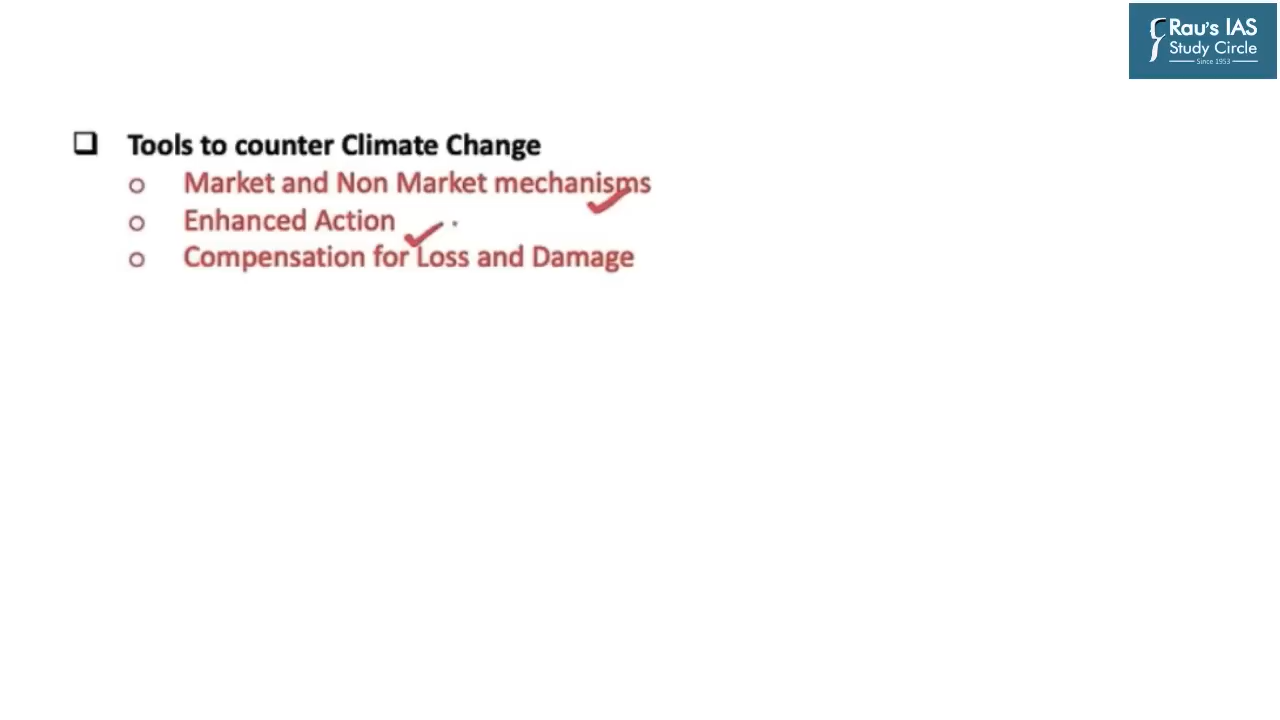 Rau's IAS
Study Circle
Since 1953
Tools to counter Climate Change
Market and Non Market mechanisms
Enhanced Action
Compensation for Loss and Damage